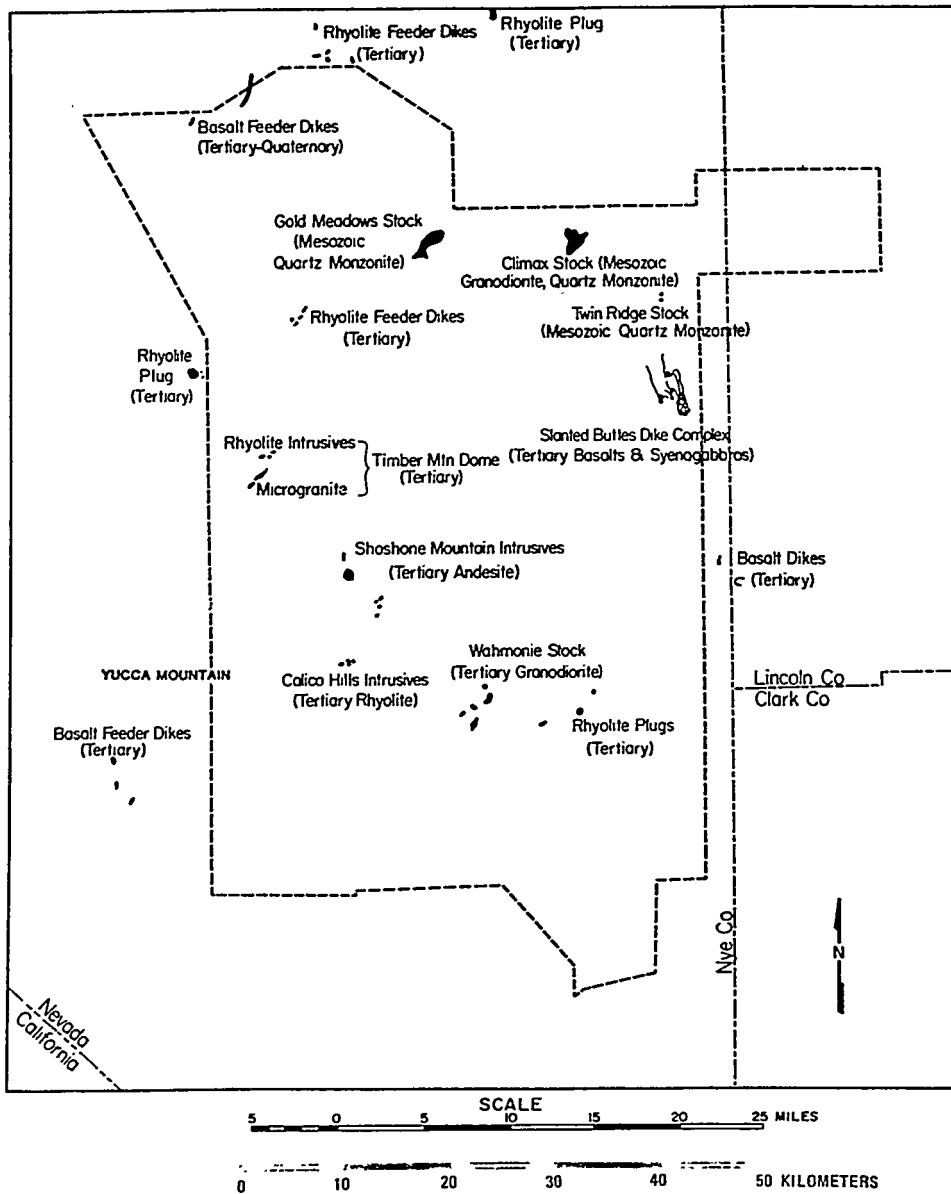 Rhyolite Plug
(Tertiary)
Rhyolite Feeder Dikes
(Tertiary)
Basalt Feeder Dikes
(Tertiary-Quaternary)
Gold Meadows Stock
(Mesozoic
Quartz Monzonite)
Climax Stock (Mesozoic
Granodionte, Quartz Monzonite)
Rhyolite Feeder Dikes
(Tertiary)
Twin Ridge Stock
(Mesozoic Quartz Monzonite)
Rhyolite
Plug
(Tertiary)
Slanted Buttes Dike Complex
(Tertiary Basalts & Syenogabbros)
Rhyolite Intrusives
Microgranite
Timber Mtn Dome
(Tertiary)
Shoshone Mountain Intrusives
(Tertiary Andesite)
Basalt Dikes
(Tertiary)
Wahmonie Stock
(Tertiary Granodiorite)
YUCCA MOUNTAIN
Calico Hills Intrusives
(Tertiary Rhyolite)
Lincoln Co
Clark Co
Rhyolite Plugs
(Tertiary)
Basalt Feeder Dikes
(Tertiary)
Nye Co
N
Nevada
California
SCALE
5 0 5 10 15 20 25 MILES
0 10 20 30 40 50 KILOMETERS